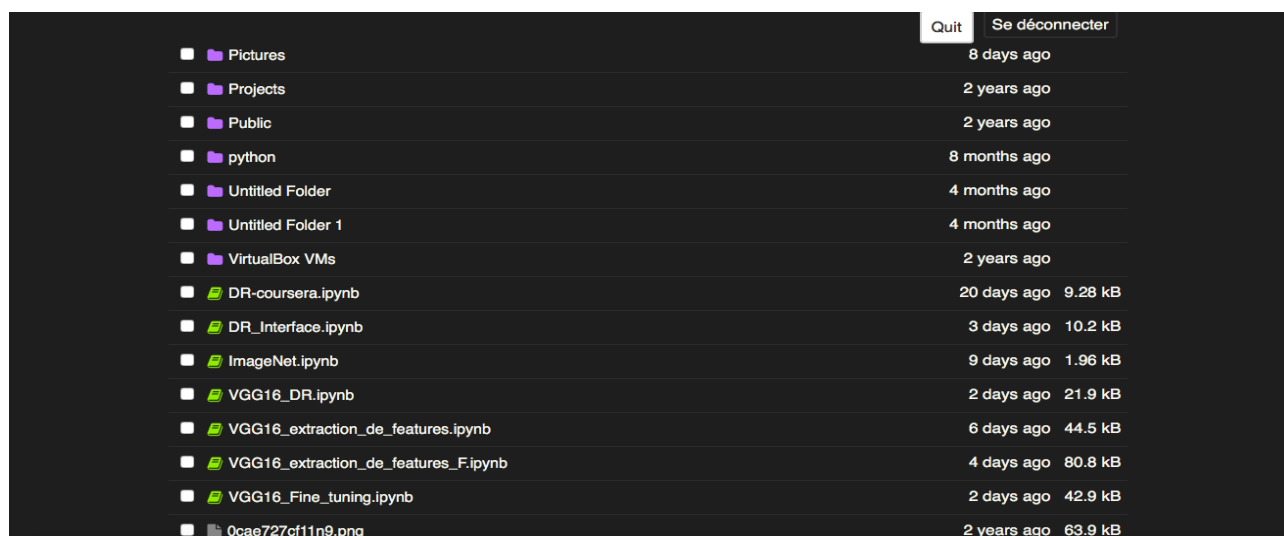 Quit Se déconnecter
Pictures 8 days ago
Projects 2 years ago
Public 2 years ago
python 8 months ago
Untitled Folder 4 months ago
Untitled Folder 1 4 months ago
VirtualBox VMs 2 years ago
DR-coursera.ipynb 20 days ago 9.28 kB
DR_Interface.ipynb 3 days ago 10.2 kB
ImageNet.ipynb 9 days ago 1.96 kB
VGG16_DR.ipynb 2 days ago 21.9 kB
VGG16_extraction_de_features.ipynb 6 days ago 44.5 kB
VGG16_extraction_de_features_F.ipynb 4 days ago 80.8 kB
VGG16_Fine_tuning.ipynb 2 days ago 42.9 kB
0cae727cf11n9.png 2 years ago 63.9 kB